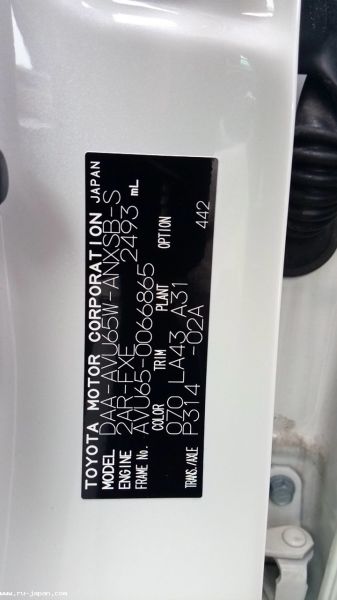 TOYOTA MOTOR CORPORATION JAPAN
MODEL DAA-AVU65W-ANXSB-S
ENGINE 2AR-FXE 2493 mL
FRAME No. AVU65-0066865
COLOR TRIM PLANT OPTION
070 LA43 A31 442
TRANS./AXLE P314 -02A
www.ru-japan.com